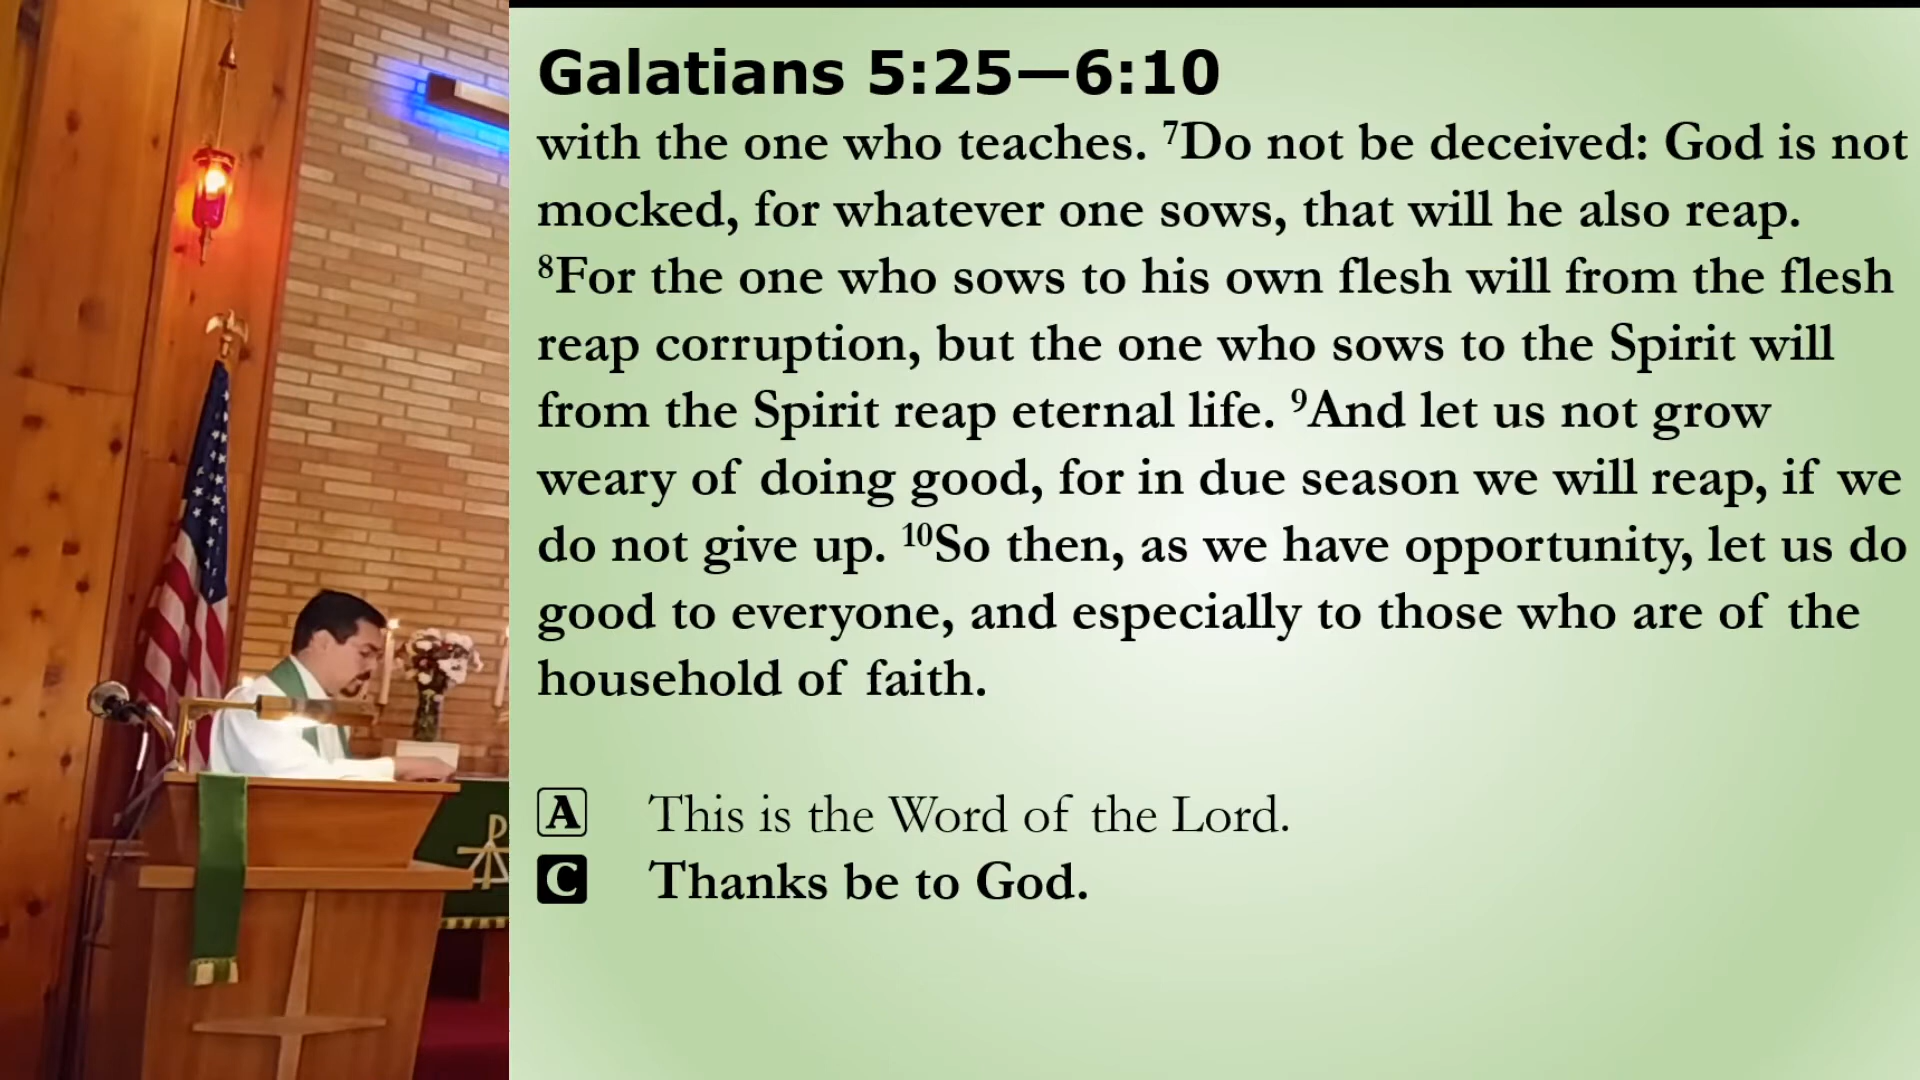 Galatians 5:25—6:10
with the one who teaches. ⁷Do not be deceived: God is not
mocked, for whatever one sows, that will he also reap.
⁸For the one who sows to his own flesh will from the flesh
reap corruption, but the one who sows to the Spirit will
from the Spirit reap eternal life. ⁹And let us not grow
weary of doing good, for in due season we will reap, if we
do not give up. ¹⁰So then, as we have opportunity, let us do
good to everyone, and especially to those who are of the
household of faith.
A This is the Word of the Lord.
C Thanks be to God.